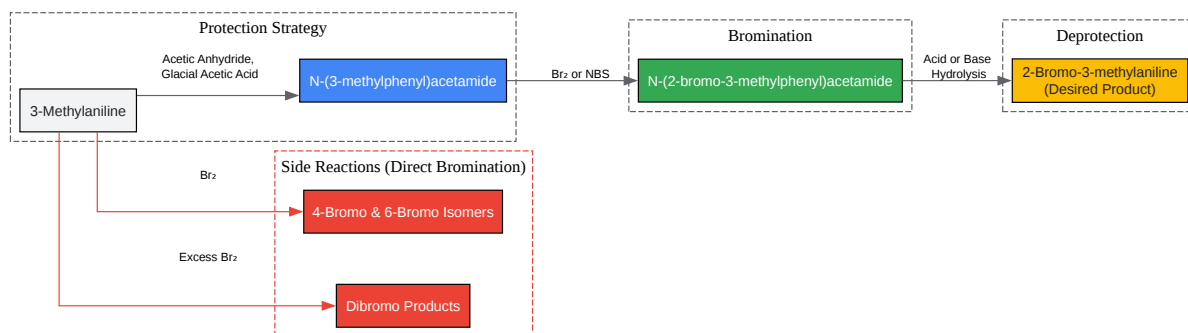 Protection Strategy
Acetic Anhydride,
Glacial Acetic Acid
3-Methylaniline
N-(3-methylphenyl)acetamide
Br₂ or NBS
Bromination
N-(2-bromo-3-methylphenyl)acetamide
Acid or Base
Hydrolysis
Deprotection
2-Bromo-3-methylaniline
(Desired Product)
Side Reactions (Direct Bromination)
Br₂
4-Bromo & 6-Bromo Isomers
Excess Br₂
Dibromo Products